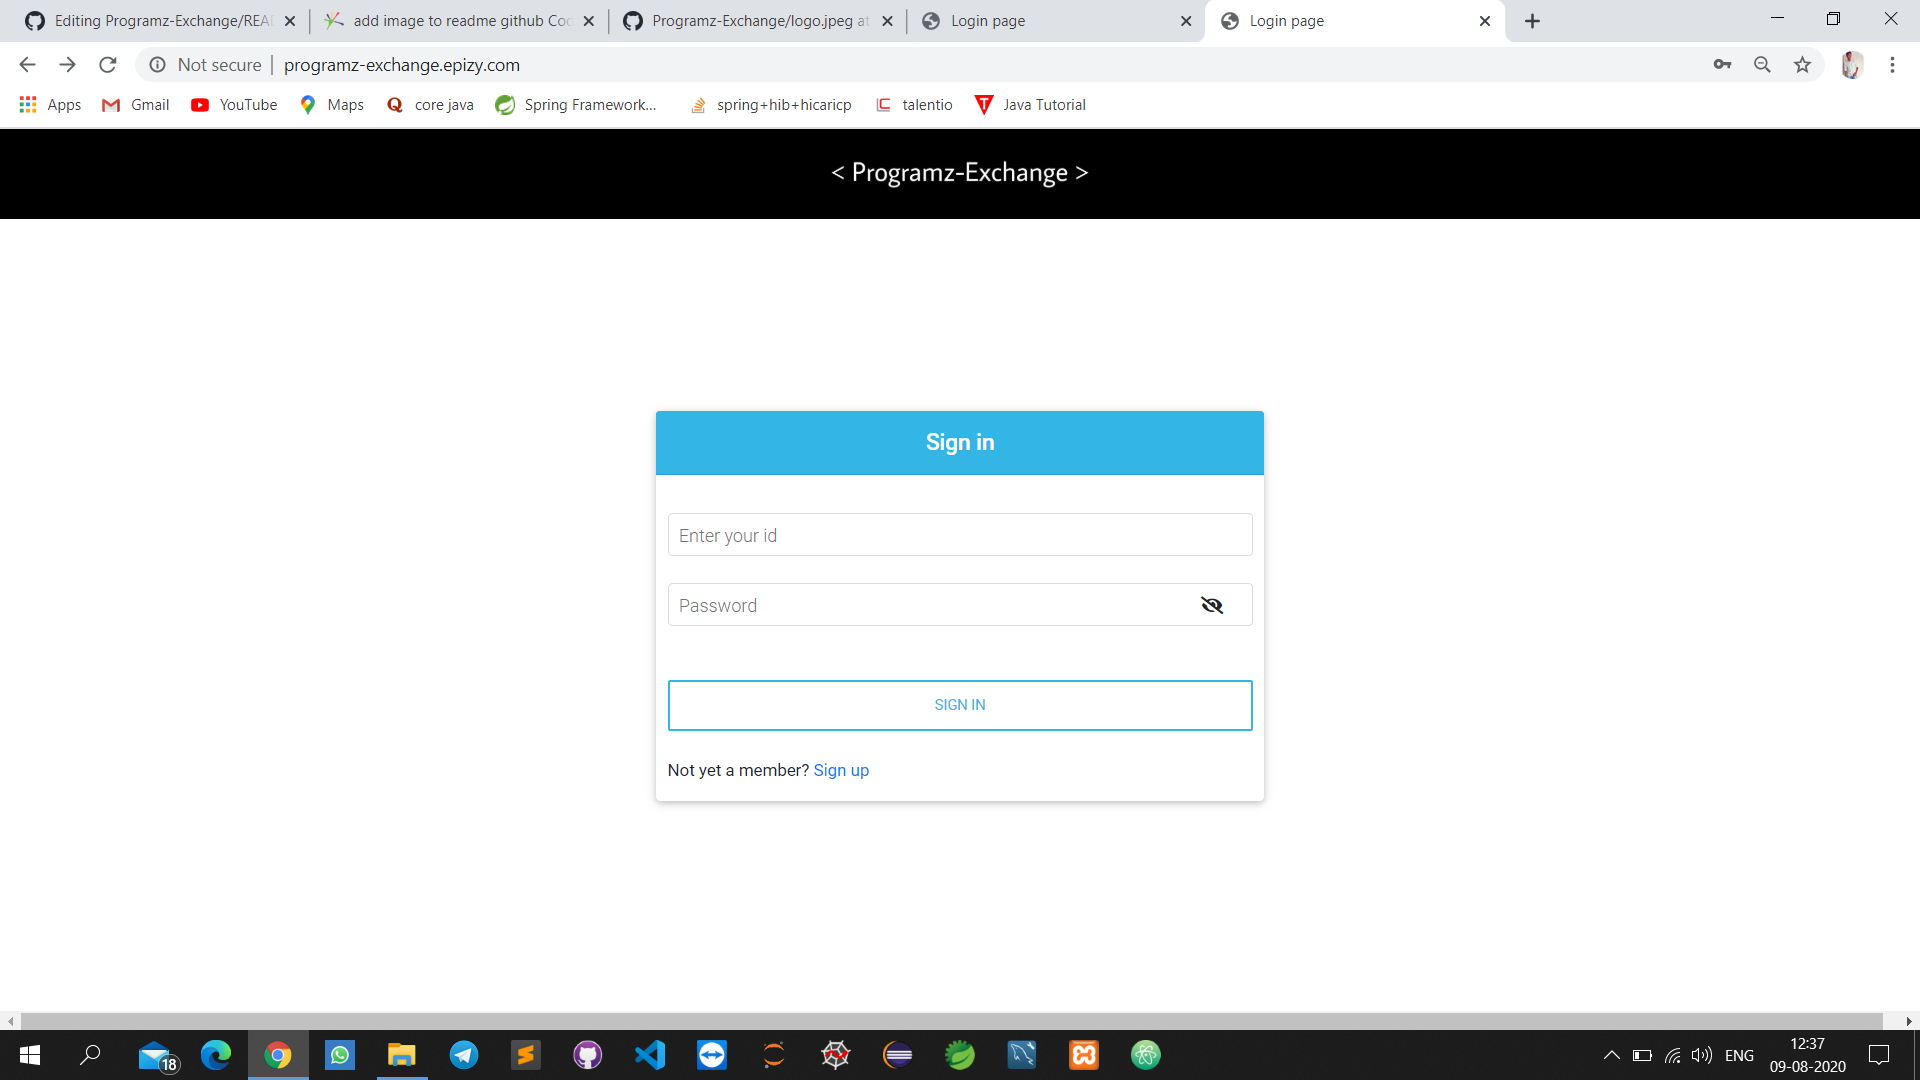 Editing Programz-Exchange/REA
add image to readme github Cod
Programz-Exchange/logo.jpeg at
Login page
Login page
Not secure
programz-exchange.epizy.com
Apps
Gmail
YouTube
Maps
core java
Spring Framework...
spring+hib+hicaricp
talentio
Java Tutorial
< Programz-Exchange >
Sign in
Enter your id
Password
SIGN IN
Not yet a member? Sign up
18
ENG
12:37
09-08-2020